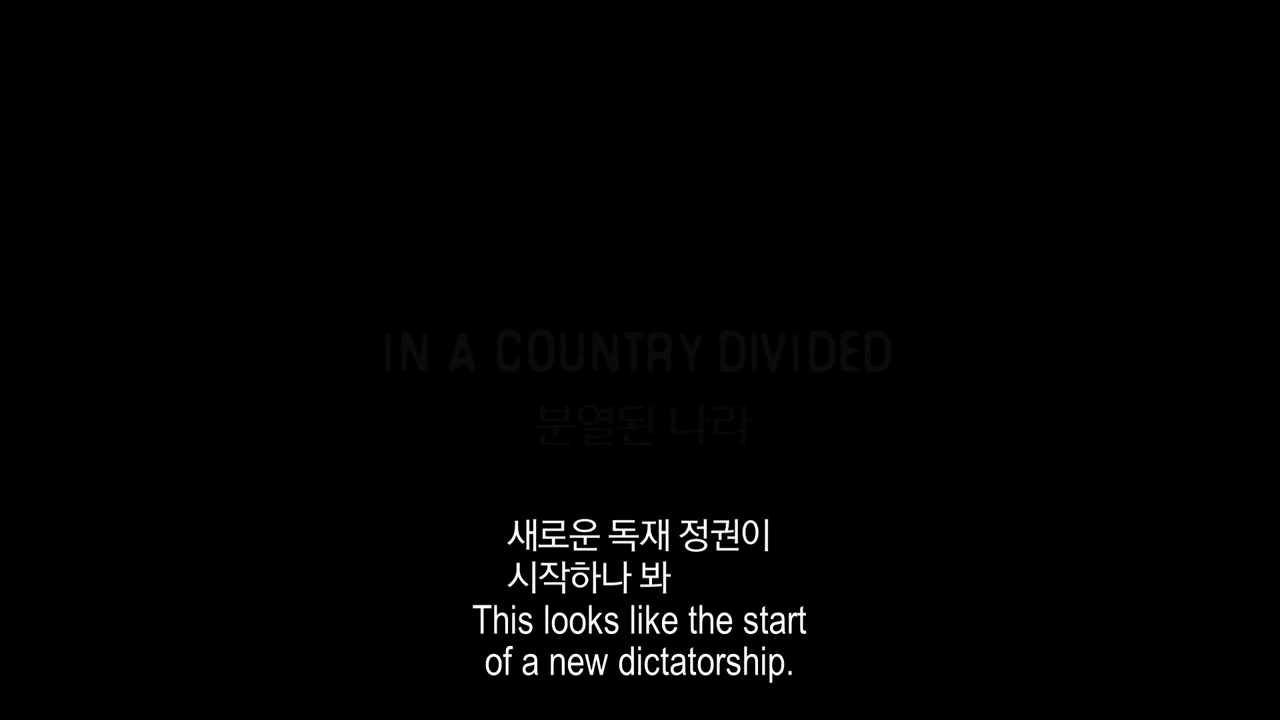 IN A COUNTRY DIVIDED
분열된 나라
새로운 독재 정권이
시작하나 봐
This looks like the start
of a new dictatorship.